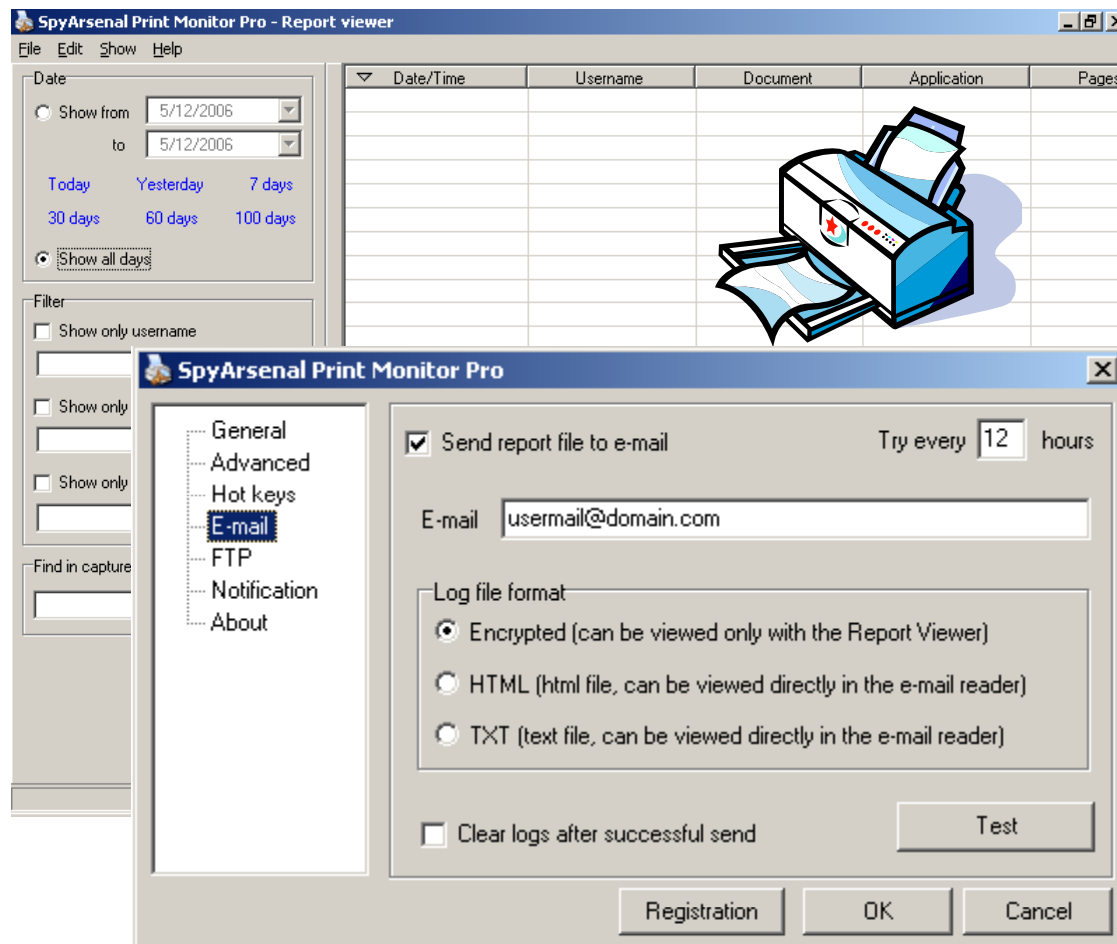 SpyArsenal Print Monitor Pro - Report viewer
File Edit Show Help
Date
Show from 5/12/2006
to 5/12/2006
Today Yesterday 7 days
30 days 60 days 100 days
Show all days
Filter
Show only username
Show only
Show only
Find in capture
Date/Time Username Document Application Pages
SpyArsenal Print Monitor Pro
General
Advanced
Hot keys
E-mail
FTP
Notification
About
Send report file to e-mail Try every 12 hours
E-mail usermail@domain.com
Log file format
Encrypted (can be viewed only with the Report Viewer)
HTML (html file, can be viewed directly in the e-mail reader)
TXT (text file, can be viewed directly in the e-mail reader)
Clear logs after successful send Test
Registration OK Cancel